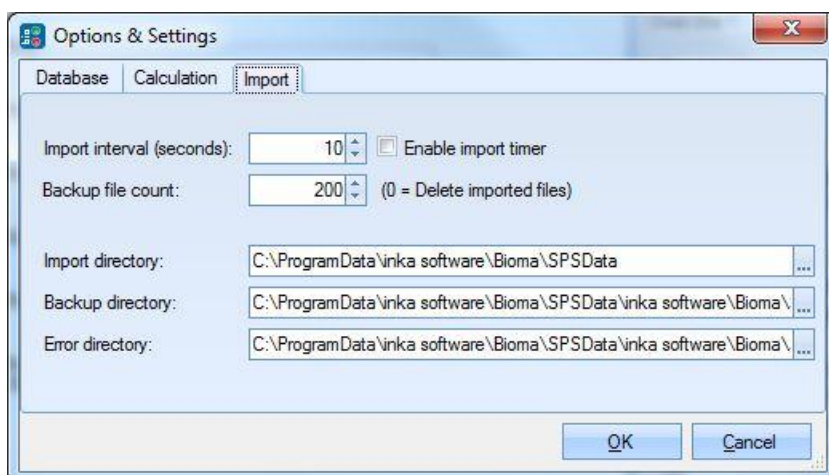 Options & Settings
Database Calculation Import
Import interval (seconds): 10 Enable import timer
Backup file count: 200 (0 = Delete imported files)
Import directory: C:\ProgramData\inka software\Bioma\SPSData ...
Backup directory: C:\ProgramData\inka software\Bioma\SPSData\inka software\Bioma\ ...
Error directory: C:\ProgramData\inka software\Bioma\SPSData\inka software\Bioma\ ...
OK Cancel